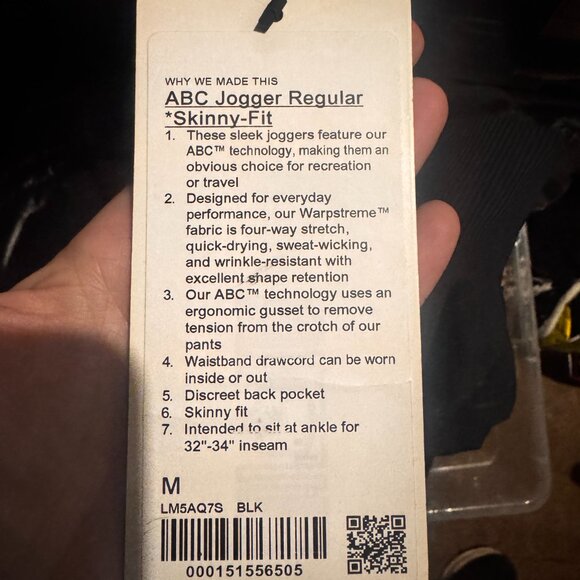 WHY WE MADE THIS
ABC Jogger Regular
*Skinny-Fit
1. These sleek joggers feature our
ABC™ technology, making them an
obvious choice for recreation
or travel
2. Designed for everyday
performance, our Warpstreme™
fabric is four-way stretch,
quick-drying, sweat-wicking,
and wrinkle-resistant with
excellent shape retention
3. Our ABC™ technology uses an
ergonomic gusset to remove
tension from the crotch of our
pants
4. Waistband drawcord can be worn
inside or out
5. Discreet back pocket
6. Skinny fit
7. Intended to sit at ankle for
32"-34" inseam
M
LM5AQ7S BLK
000151556505